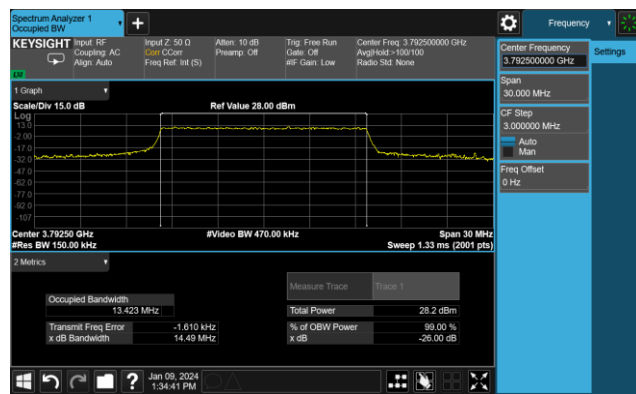 Spectrum Analyzer 1
Occupied BW
+
Frequency
KEYSIGHT
Input: RF
Coupling: AC
Align: Auto
Input Z: 50 Ω
Corr CCorr
Freq Ref: Int (S)
Atten: 10 dB
Preamp: Off
Trig: Free Run
Gate: Off
#IF Gain: Low
Center Freq: 3.792500000 GHz
Avg|Hold:>100/100
Radio Std: None
Center Frequency
3.792500000 GHz
Settings
Span
30.000 MHz
CF Step
3.000000 MHz
Auto
Man
Freq Offset
0 Hz
LXI
1 Graph
Scale/Div 15.0 dB
Ref Value 28.00 dBm
Log
13.0
-2.00
-17.0
-32.0
-47.0
-62.0
-77.0
-92.0
-107
Center 3.79250 GHz
#Video BW 470.00 kHz
Span 30 MHz
#Res BW 150.00 kHz
Sweep 1.33 ms (2001 pts)
2 Metrics
Measure Trace
Trace 1
Occupied Bandwidth
13.423 MHz
Total Power
28.2 dBm
Transmit Freq Error
-1.610 kHz
% of OBW Power
99.00 %
x dB Bandwidth
14.49 MHz
x dB
-26.00 dB
?
Jan 09, 2024
1:34:41 PM